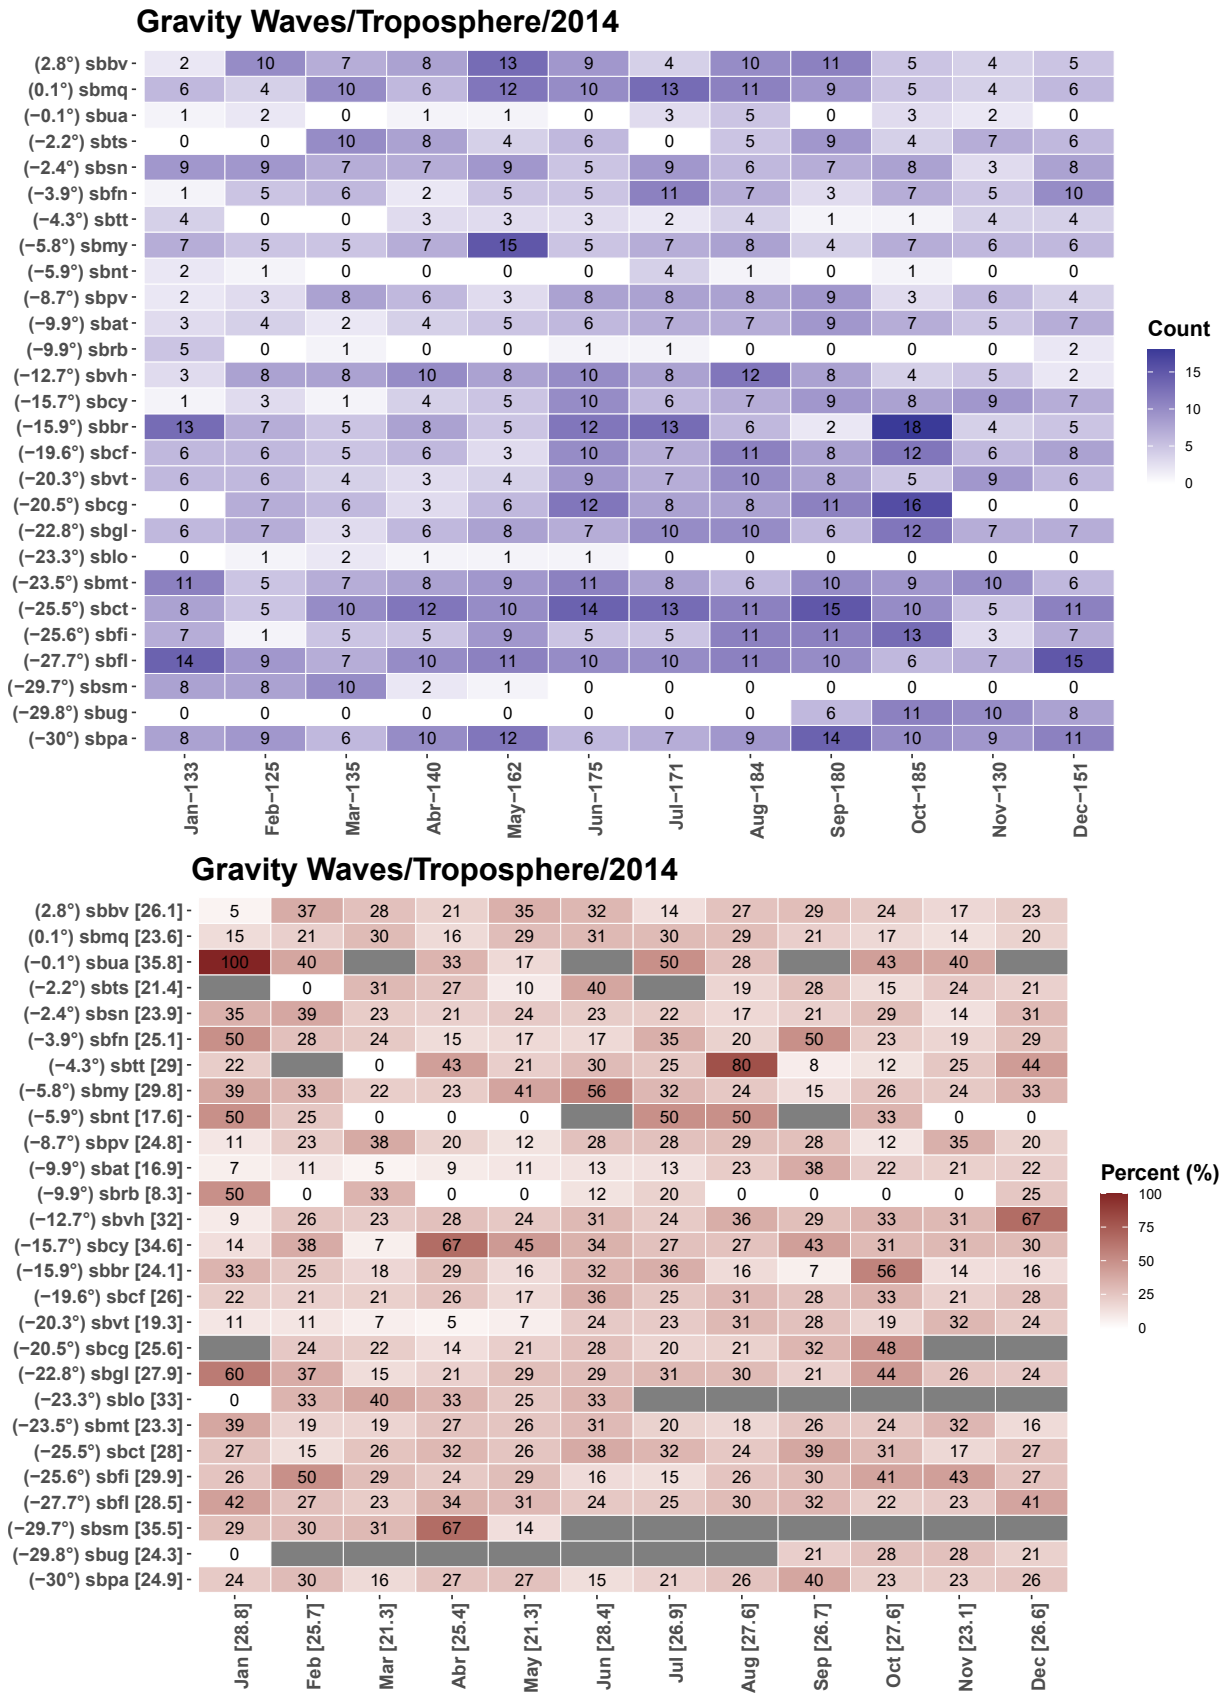 Gravity Waves/Troposphere/2014
(2.8°) sbbv 2 10 7 8 13 9 4 10 11 5 4 5
(0.1°) sbmq 6 4 10 6 12 10 13 11 9 5 4 6
(−0.1°) sbua 1 2 0 1 1 0 3 5 0 3 2 0
(−2.2°) sbts 0 0 10 8 4 6 0 5 9 4 7 6
(−2.4°) sbsn 9 9 7 7 9 5 9 6 7 8 3 8
(−3.9°) sbfn 1 5 6 2 5 5 11 7 3 7 5 10
(−4.3°) sbtt 4 0 0 3 3 3 2 4 1 1 4 4
(−5.8°) sbmy 7 5 5 7 15 5 7 8 4 7 6 6
(−5.9°) sbnt 2 1 0 0 0 0 4 1 0 1 0 0
(−8.7°) sbpv 2 3 8 6 3 8 8 8 9 3 6 4
(−9.9°) sbat 3 4 2 4 5 6 7 7 9 7 5 7
(−9.9°) sbrb 5 0 1 0 0 1 1 0 0 0 0 2
(−12.7°) sbvh 3 8 8 10 8 10 8 12 8 4 5 2
(−15.7°) sbcy 1 3 1 4 5 10 6 7 9 8 9 7
(−15.9°) sbbr 13 7 5 8 5 12 13 6 2 18 4 5
(−19.6°) sbcf 6 6 5 6 3 10 7 11 8 12 6 8
(−20.3°) sbvt 6 6 4 3 4 9 7 10 8 5 9 6
(−20.5°) sbcg 0 7 6 3 6 12 8 8 11 16 0 0
(−22.8°) sbgl 6 7 3 6 8 7 10 10 6 12 7 7
(−23.3°) sblo 0 1 2 1 1 1 0 0 0 0 0 0
(−23.5°) sbmt 11 5 7 8 9 11 8 6 10 9 10 6
(−25.5°) sbct 8 5 10 12 10 14 13 11 15 10 5 11
(−25.6°) sbfi 7 1 5 5 9 5 5 11 11 13 3 7
(−27.7°) sbfl 14 9 7 10 11 10 10 11 10 6 7 15
(−29.7°) sbsm 8 8 10 2 1 0 0 0 0 0 0 0
(−29.8°) sbug 0 0 0 0 0 0 0 0 6 11 10 8
(−30°) sbpa 8 9 6 10 12 6 7 9 14 10 9 11
Jan−133 Feb−125 Mar−135 Abr−140 May−162 Jun−175 Jul−171 Aug−184 Sep−180 Oct−185 Nov−130 Dec−151
Count
15
10
5
0
Gravity Waves/Troposphere/2014
(2.8°) sbbv [26.1] 5 37 28 21 35 32 14 27 29 24 17 23
(0.1°) sbmq [23.6] 15 21 30 16 29 31 30 29 21 17 14 20
(−0.1°) sbua [35.8] 100 40 33 17 50 28 43 40
(−2.2°) sbts [21.4] 0 31 27 10 40 19 28 15 24 21
(−2.4°) sbsn [23.9] 35 39 23 21 24 23 22 17 21 29 14 31
(−3.9°) sbfn [25.1] 50 28 24 15 17 17 35 20 50 23 19 29
(−4.3°) sbtt [29] 22 0 43 21 30 25 80 8 12 25 44
(−5.8°) sbmy [29.8] 39 33 22 23 41 56 32 24 15 26 24 33
(−5.9°) sbnt [17.6] 50 25 0 0 0 50 50 33 0 0
(−8.7°) sbpv [24.8] 11 23 38 20 12 28 28 29 28 12 35 20
(−9.9°) sbat [16.9] 7 11 5 9 11 13 13 23 38 22 21 22
(−9.9°) sbrb [8.3] 50 0 33 0 0 12 20 0 0 0 0 25
(−12.7°) sbvh [32] 9 26 23 28 24 31 24 36 29 33 31 67
(−15.7°) sbcy [34.6] 14 38 7 67 45 34 27 27 43 31 31 30
(−15.9°) sbbr [24.1] 33 25 18 29 16 32 36 16 7 56 14 16
(−19.6°) sbcf [26] 22 21 21 26 17 36 25 31 28 33 21 28
(−20.3°) sbvt [19.3] 11 11 7 5 7 24 23 31 28 19 32 24
(−20.5°) sbcg [25.6] 24 22 14 21 28 20 21 32 48
(−22.8°) sbgl [27.9] 60 37 15 21 29 29 31 30 21 44 26 24
(−23.3°) sblo [33] 0 33 40 33 25 33
(−23.5°) sbmt [23.3] 39 19 19 27 26 31 20 18 26 24 32 16
(−25.5°) sbct [28] 27 15 26 32 26 38 32 24 39 31 17 27
(−25.6°) sbfi [29.9] 26 50 29 24 29 16 15 26 30 41 43 27
(−27.7°) sbfl [28.5] 42 27 23 34 31 24 25 30 32 22 23 41
(−29.7°) sbsm [35.5] 29 30 31 67 14
(−29.8°) sbug [24.3] 0 21 28 28 21
(−30°) sbpa [24.9] 24 30 16 27 27 15 21 26 40 23 23 26
Jan [28.8] Feb [25.7] Mar [21.3] Abr [25.4] May [21.3] Jun [28.4] Jul [26.9] Aug [27.6] Sep [26.7] Oct [27.6] Nov [23.1] Dec [26.6]
Percent (%)
100
75
50
25
0